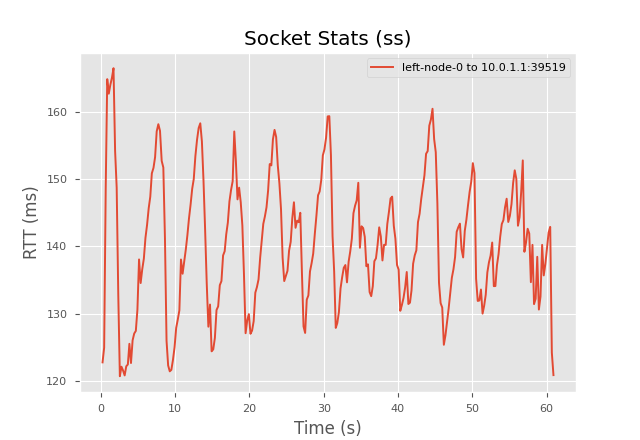 Socket Stats (ss)
left-node-0 to 10.0.1.1:39519
RTT (ms)
160
150
140
130
120
0 10 20 30 40 50 60
Time (s)